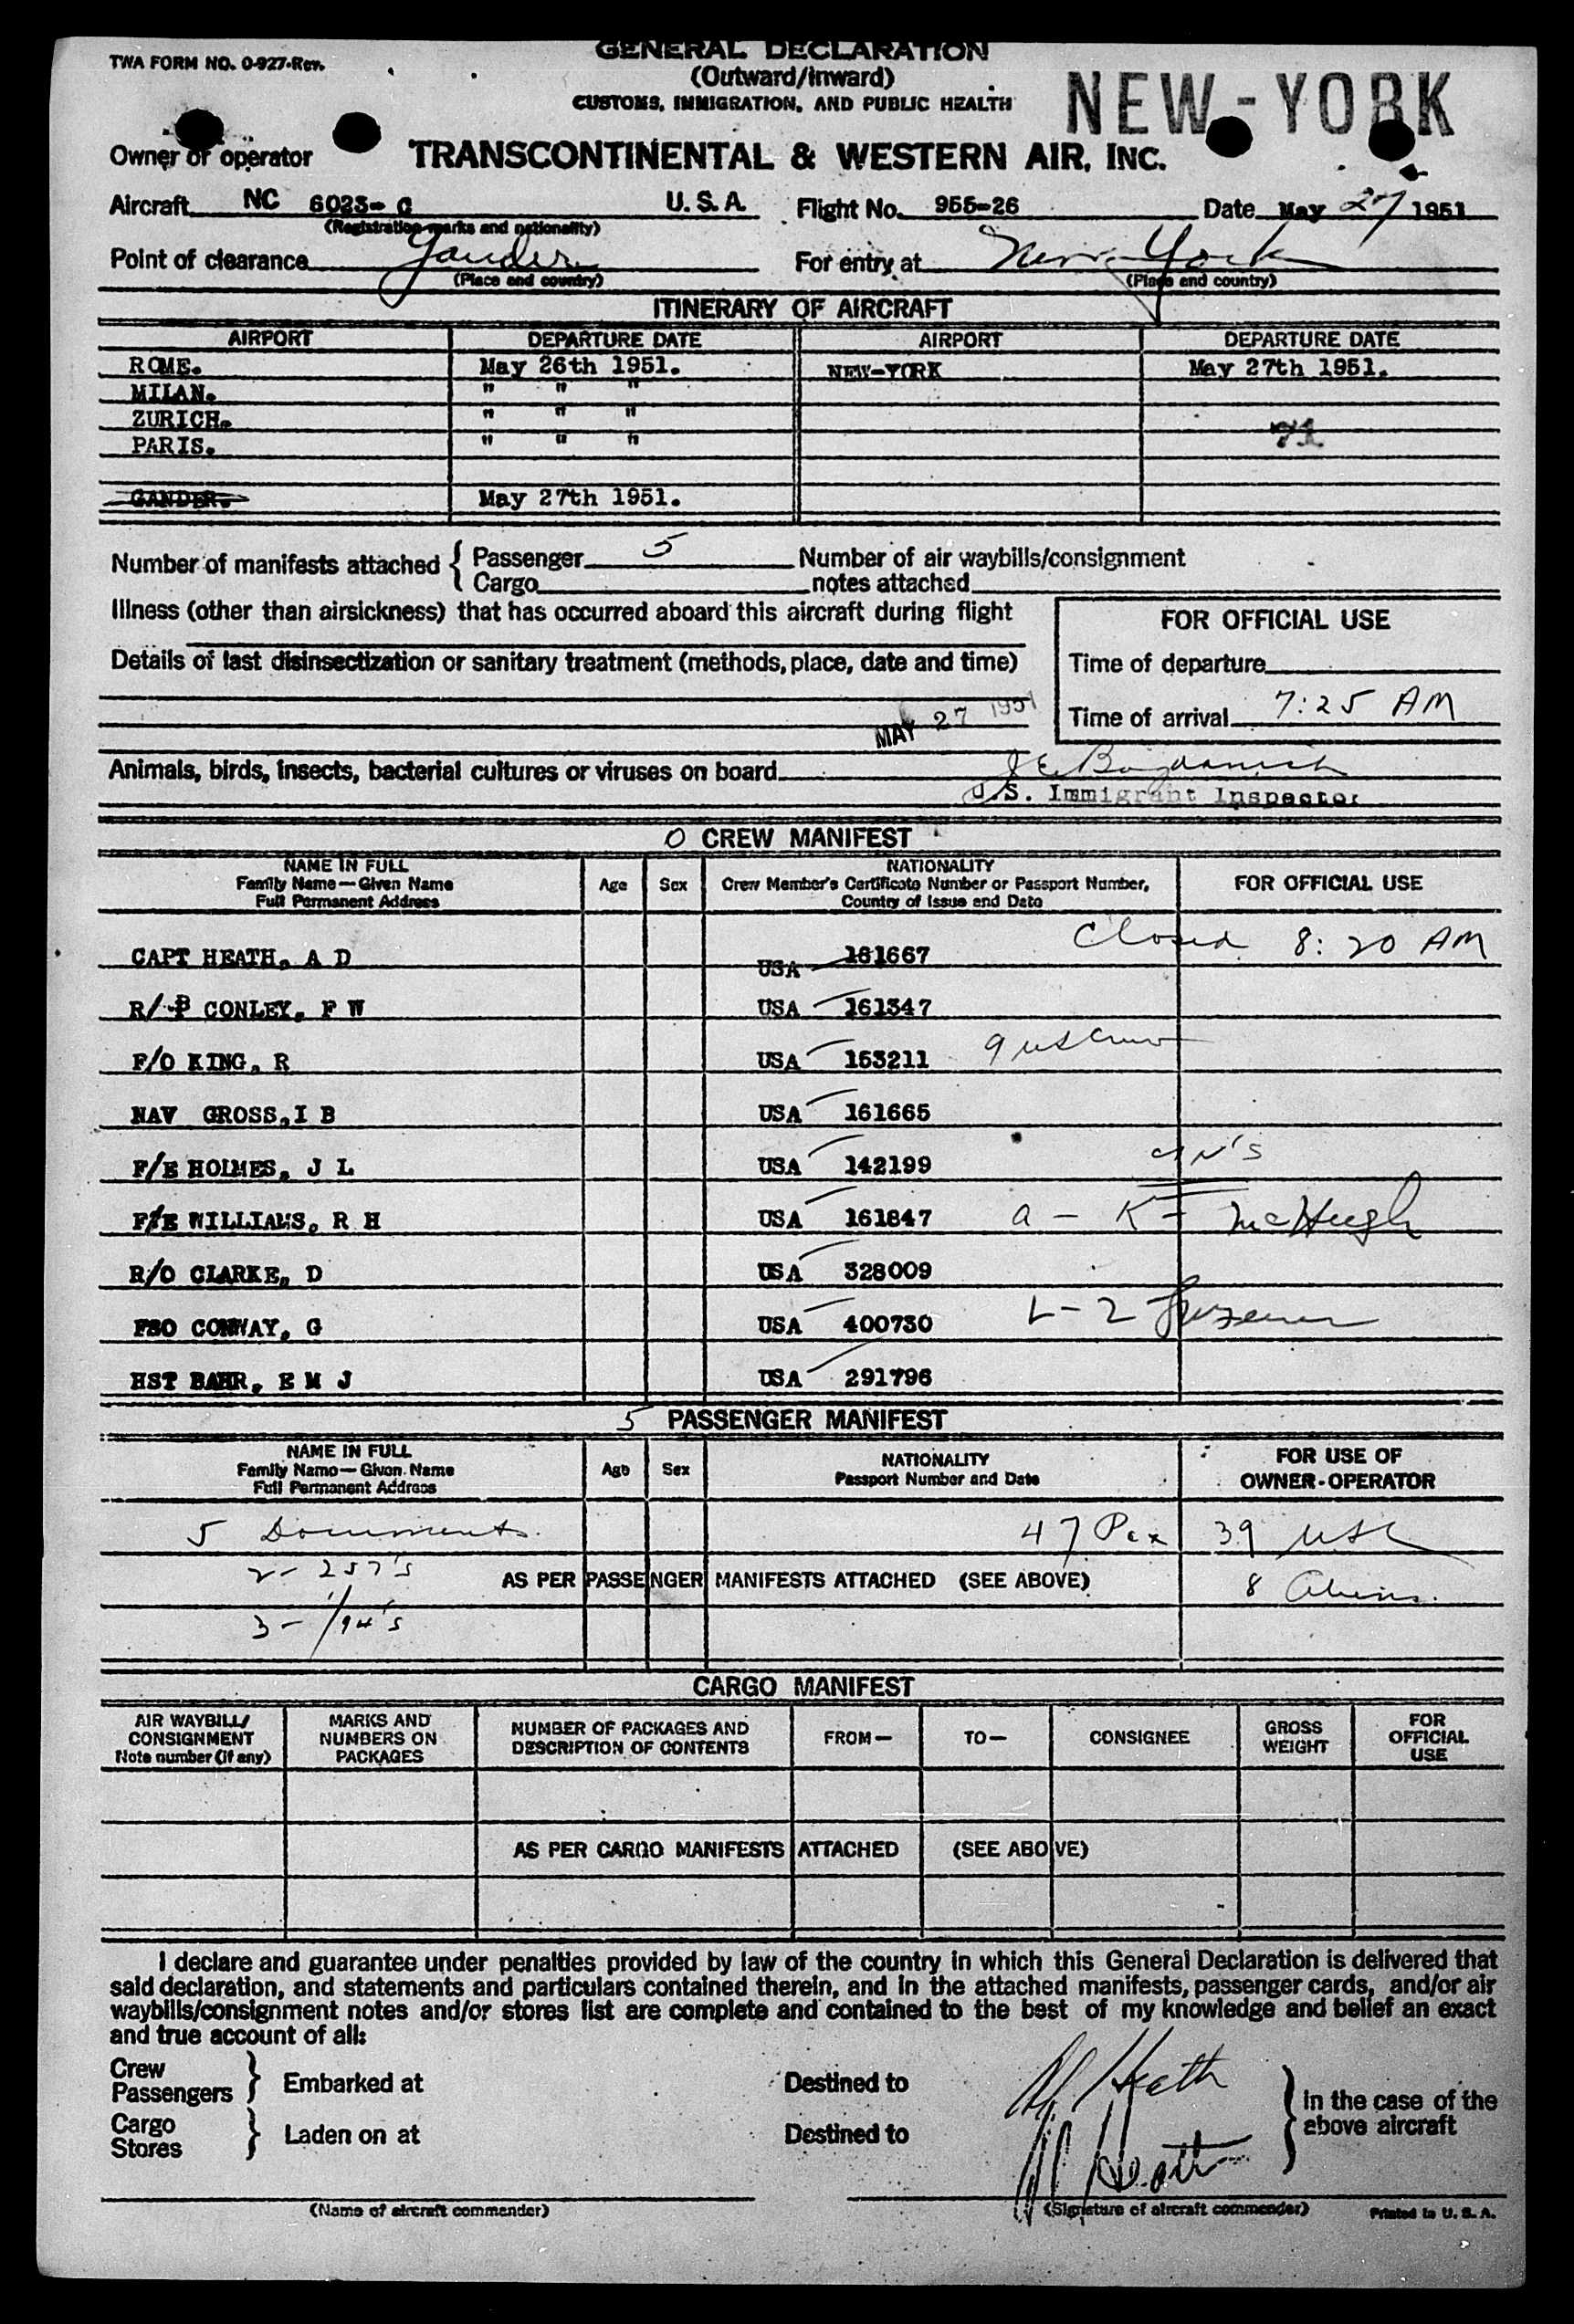 TWA FORM NO. 0-927-Rev.
GENERAL DECLARATION
(Outward/Inward)
CUSTOMS, IMMIGRATION, AND PUBLIC HEALTH
NEW-YORK
Owner or operator TRANSCONTINENTAL & WESTERN AIR, INC.
Aircraft NC 6023- C U. S. A. Flight No. 955-26 Date May 27 1951
(Registration marks and nationality)
Point of clearance Gander For entry at New York
(Place and country) (Place and country)
ITINERARY OF AIRCRAFT
AIRPORT DEPARTURE DATE AIRPORT DEPARTURE DATE
ROME. May 26th 1951. NEW-YORK May 27th 1951.
MILAN. " " "
ZURICH. " " "
PARIS. " " "
GANDER. May 27th 1951.
Number of manifests attached { Passenger 5 Number of air waybills/consignment
Cargo notes attached
Illness (other than airsickness) that has occurred aboard this aircraft during flight
FOR OFFICIAL USE
Details of last disinsectization or sanitary treatment (methods, place, date and time)
Time of departure
MAY 27 1951
Time of arrival 7:25 AM
Animals, birds, insects, bacterial cultures or viruses on board
U.S. Immigrant Inspector
0 CREW MANIFEST
NAME IN FULL
Family Name—Given Name
Full Permanent Address
Age Sex
NATIONALITY
Crew Member's Certificate Number or Passport Number,
Country of Issue and Date
FOR OFFICIAL USE
Closed 8:20 AM
CAPT HEATH, A D USA 161667
R/P CONLEY, F W USA 161347
F/O KING, R USA 153211 9
NAV GROSS, I B USA 161665
F/E HOLMES, J L USA 142199
F/E WILLIAMS, R H USA 161847 a - K - McHugh
R/O CLARKE, D USA 328009
FSO CONWAY, G USA 400730 L - 2
HST BAHR, E M J USA 291796
5 PASSENGER MANIFEST
NAME IN FULL
Family Name—Given Name
Full Permanent Address
Age Sex
NATIONALITY
Passport Number and Date
FOR USE OF
OWNER-OPERATOR
5 Documents 47 Pax 39 USC
2 - 257's
AS PER PASSENGER MANIFESTS ATTACHED (SEE ABOVE) 8 Aliens.
3 - I/94's
CARGO MANIFEST
AIR WAYBILL/
CONSIGNMENT
Note number (if any)
MARKS AND
NUMBERS ON
PACKAGES
NUMBER OF PACKAGES AND
DESCRIPTION OF CONTENTS
FROM— TO— CONSIGNEE
GROSS
WEIGHT
FOR
OFFICIAL
USE
AS PER CARGO MANIFESTS ATTACHED (SEE ABOVE)
I declare and guarantee under penalties provided by law of the country in which this General Declaration is delivered that
said declaration, and statements and particulars contained therein, and in the attached manifests, passenger cards, and/or air
waybills/consignment notes and/or stores list are complete and contained to the best of my knowledge and belief an exact
and true account of all:
Crew
Passengers } Embarked at Destined to
Cargo
Stores } Laden on at Destined to
Heath
Heath
} in the case of the
above aircraft
(Name of aircraft commander) (Signature of aircraft commander) Printed in U. S. A.